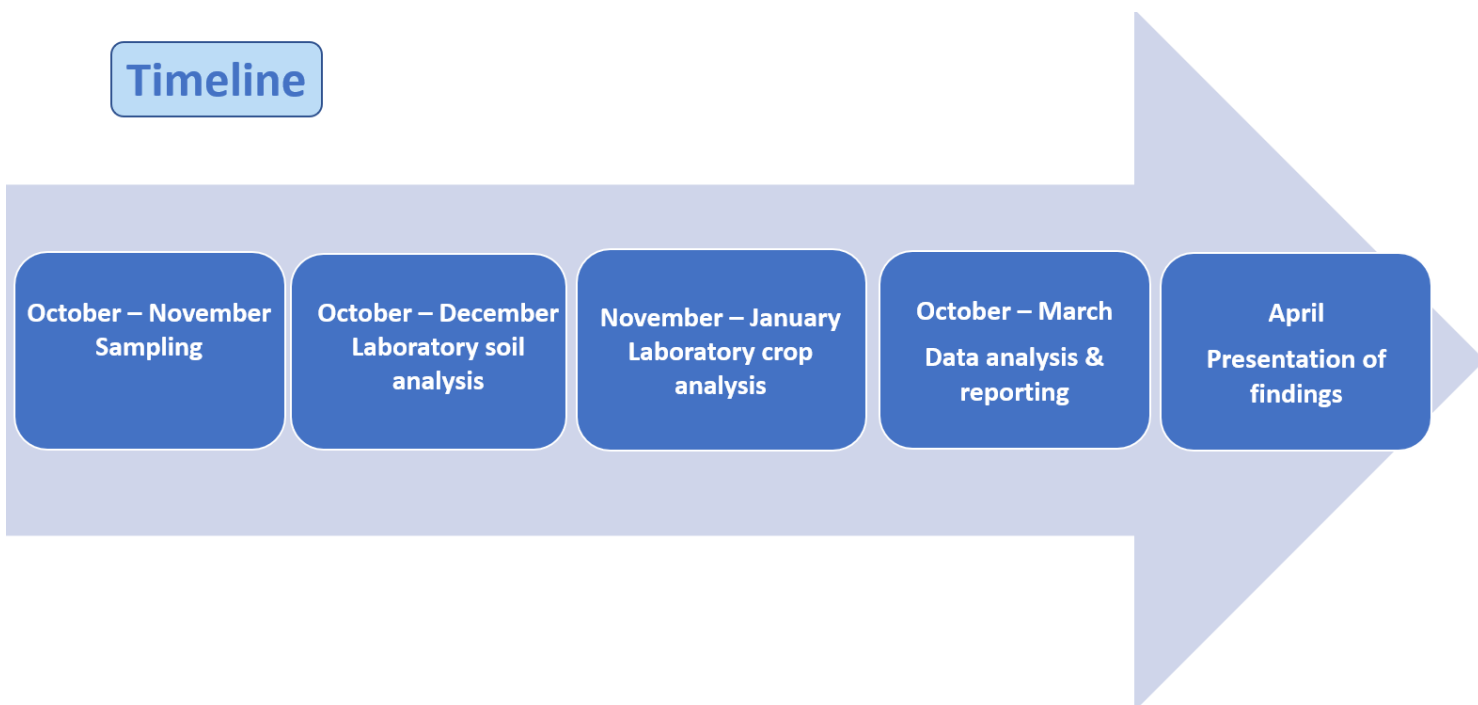 Timeline
October – November
Sampling
October – December
Laboratory soil
analysis
November – January
Laboratory crop
analysis
October – March
Data analysis &
reporting
April
Presentation of
findings